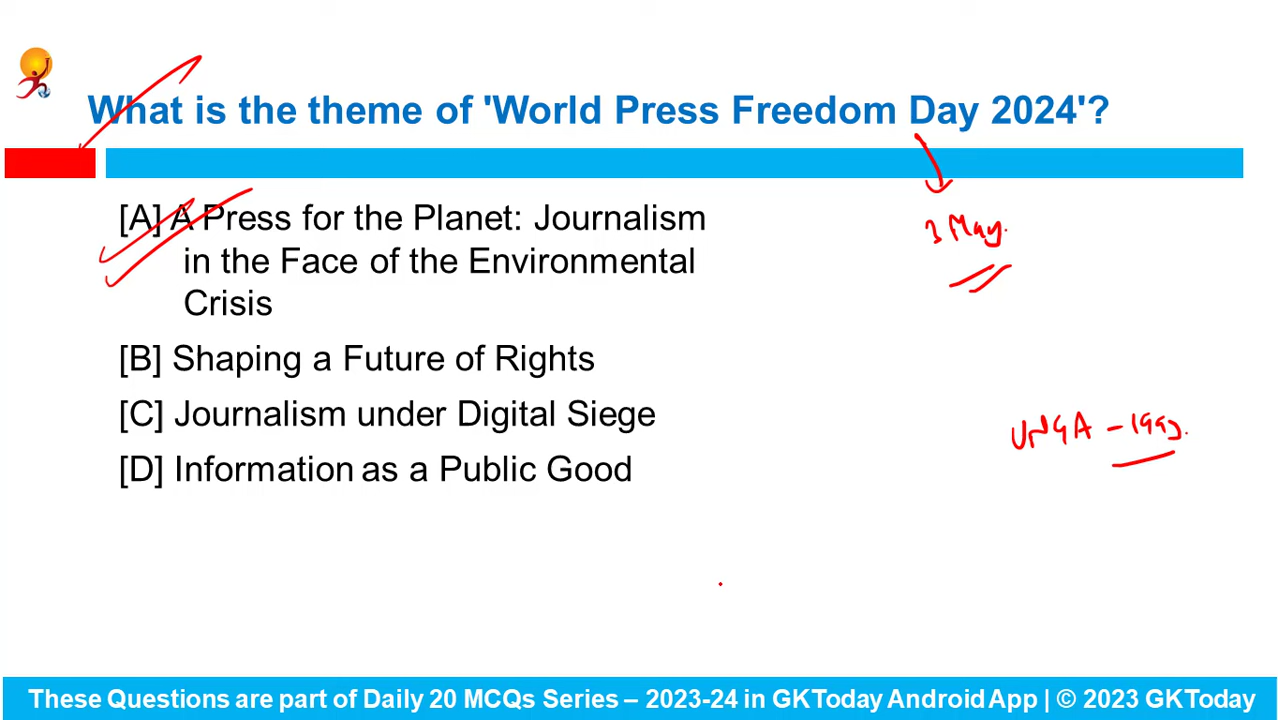 What is the theme of 'World Press Freedom Day 2024'?
[A] A Press for the Planet: Journalism
in the Face of the Environmental
Crisis
3 May.
[B] Shaping a Future of Rights
[C] Journalism under Digital Siege
UNGA - 1993.
[D] Information as a Public Good
These Questions are part of Daily 20 MCQs Series – 2023-24 in GKToday Android App | © 2023 GKToday